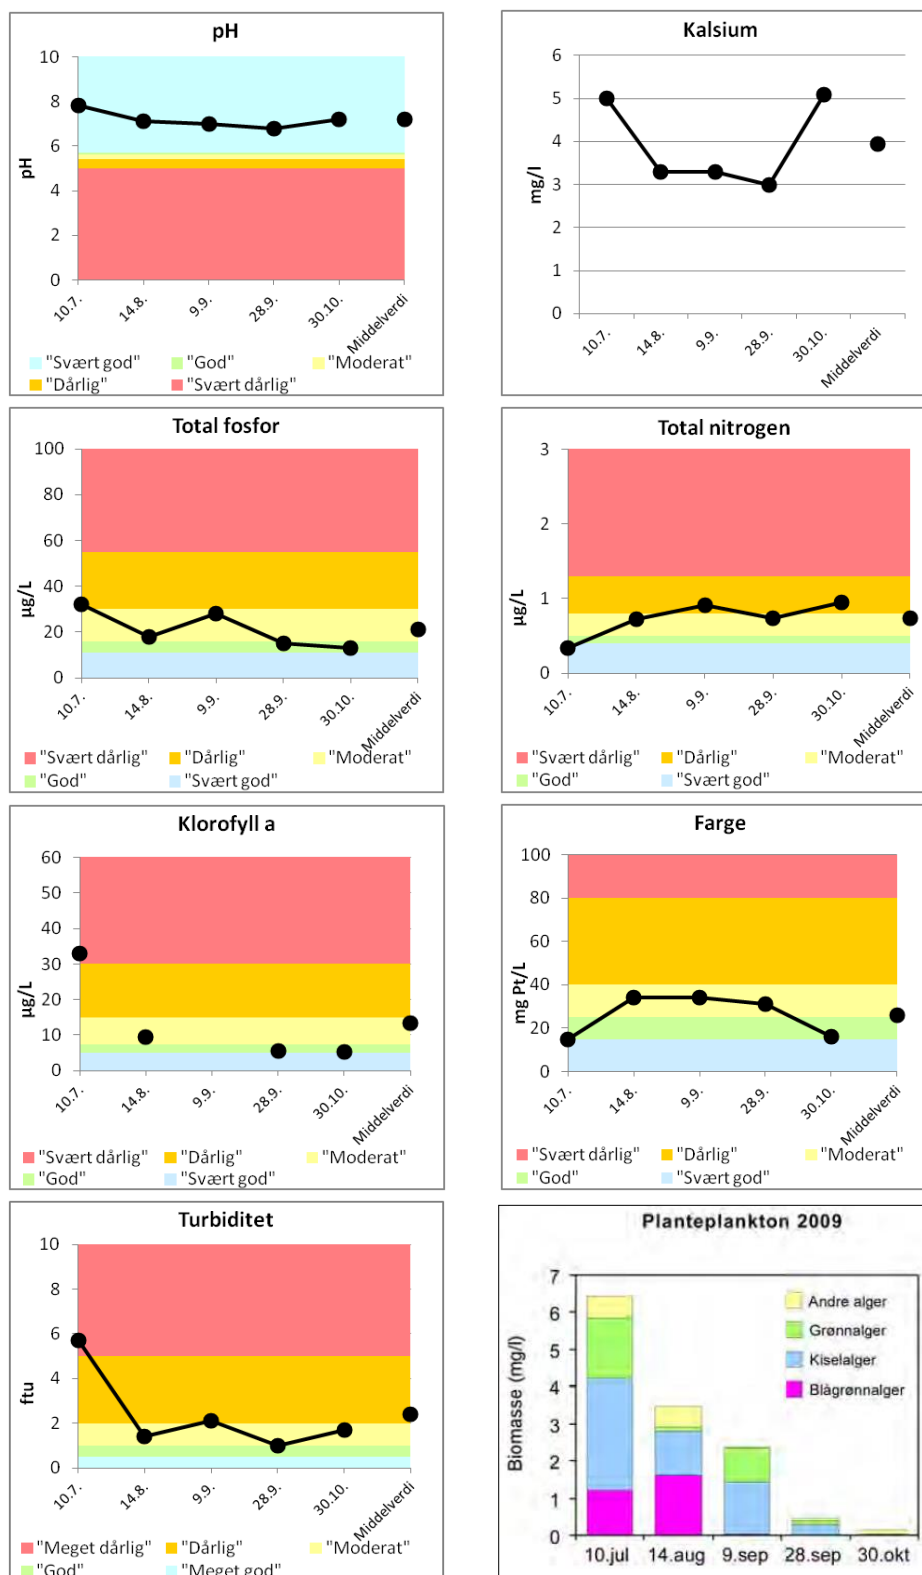 pH
10
8
6
4
2
0
pH
10.7.
14.8.
9.9.
28.9.
30.10.
Middelverdi
"Svært god" "God" "Moderat"
"Dårlig" "Svært dårlig"
Kalsium
6
5
4
3
2
1
0
mg/l
10.7.
14.8.
9.9.
28.9.
30.10.
Middelverdi
Total fosfor
100
80
60
40
20
0
µg/L
10.7.
14.8.
9.9.
28.9.
30.10.
Middelverdi
"Svært dårlig" "Dårlig" "Moderat"
"God" "Svært god"
Total nitrogen
3
2
1
0
µg/L
10.7.
14.8.
9.9.
28.9.
30.10.
Middelverdi
"Svært dårlig" "Dårlig" "Moderat"
"God" "Svært god"
Klorofyll a
60
50
40
30
20
10
0
µg/L
10.7.
14.8.
9.9.
28.9.
30.10.
Middelverdi
"Svært dårlig" "Dårlig" "Moderat"
"God" "Svært god"
Farge
100
80
60
40
20
0
mg Pt/L
10.7.
14.8.
9.9.
28.9.
30.10.
Middelverdi
"Svært dårlig" "Dårlig" "Moderat"
"God" "Svært god"
Turbiditet
10
8
6
4
2
0
ftu
10.7.
14.8.
9.9.
28.9.
30.10.
Middelverdi
"Meget dårlig" "Dårlig" "Moderat"
"God" "Meget god"
Planteplankton 2009
7
6
5
4
3
2
1
0
Biomasse (mg/l)
Andre alger
Grønnalger
Kiselalger
Blågrønnalger
10.jul 14.aug 9.sep 28.sep 30.okt